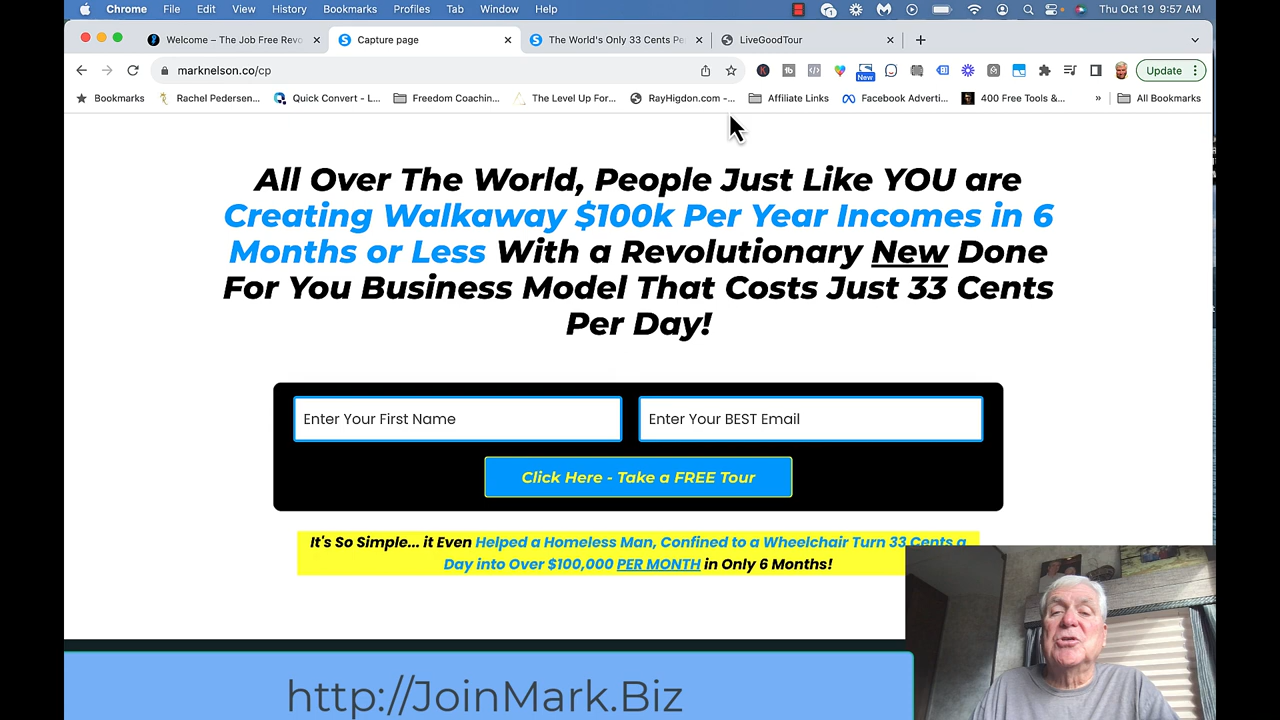 Chrome File Edit View History Bookmarks Profiles Tab Window Help Thu Oct 19 9:57 AM
Welcome – The Job Free Revo Capture page The World's Only 33 Cents Pe LiveGoodTour
marknelson.co/cp New Update
Bookmarks Rachel Pedersen... Quick Convert - L... Freedom Coachin... The Level Up For... RayHigdon.com -... Affiliate Links Facebook Adverti... 400 Free Tools &... » All Bookmarks
All Over The World, People Just Like YOU are
Creating Walkaway $100k Per Year Incomes in 6
Months or Less With a Revolutionary New Done
For You Business Model That Costs Just 33 Cents
Per Day!
Enter Your First Name Enter Your BEST Email
Click Here - Take a FREE Tour
It's So Simple... it Even Helped a Homeless Man, Confined to a Wheelchair Turn 33 Cents a
Day into Over $100,000 PER MONTH in Only 6 Months!
http://JoinMark.Biz